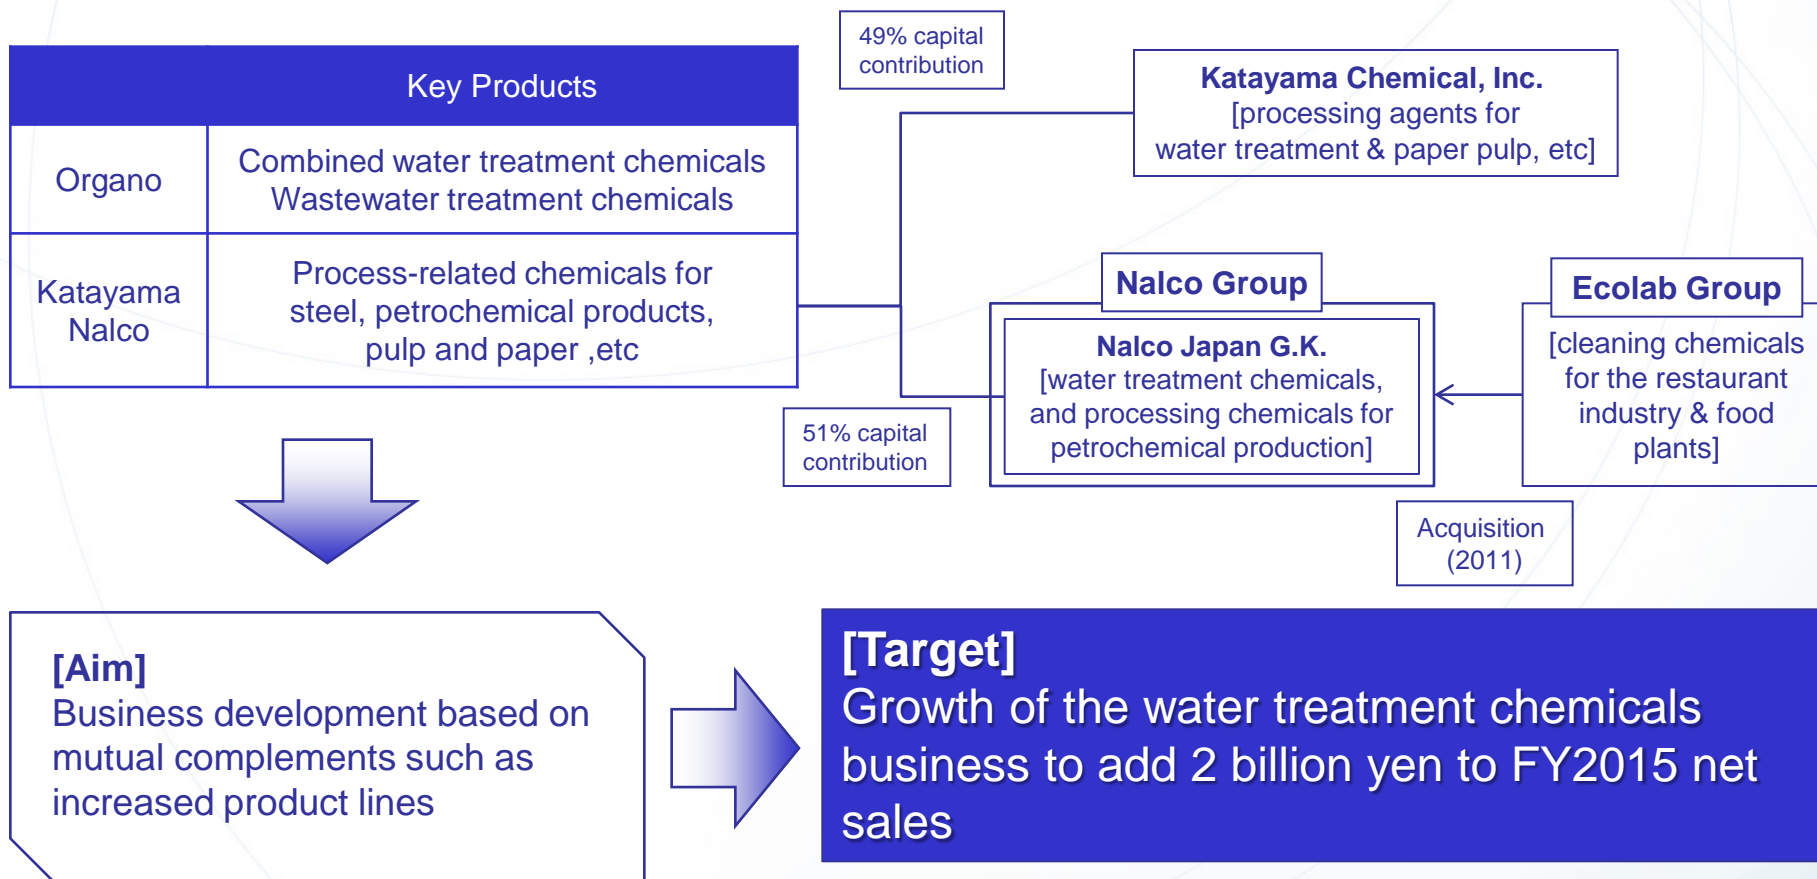 Key Products
Organo
Combined water treatment chemicals
Wastewater treatment chemicals
Katayama
Nalco
Process-related chemicals for
steel, petrochemical products,
pulp and paper ,etc
49% capital
contribution
Katayama Chemical, Inc.
[processing agents for
water treatment & paper pulp, etc]
Nalco Group
Nalco Japan G.K.
[water treatment chemicals,
and processing chemicals for
petrochemical production]
51% capital
contribution
Ecolab Group
[cleaning chemicals
for the restaurant
industry & food
plants]
Acquisition
(2011)
[Aim]
Business development based on
mutual complements such as
increased product lines
[Target]
Growth of the water treatment chemicals
business to add 2 billion yen to FY2015 net
sales